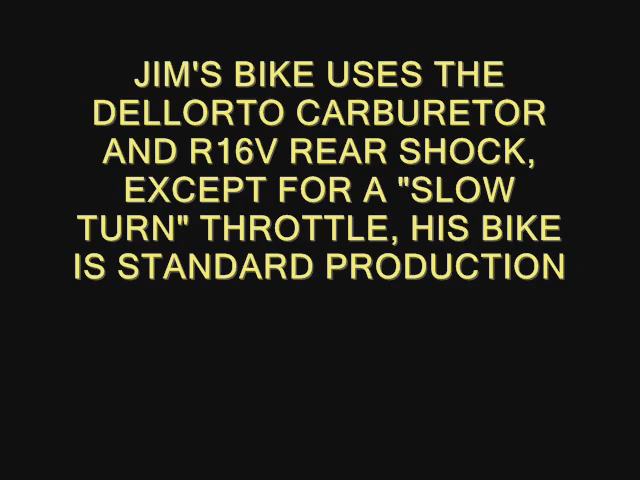 JIM'S BIKE USES THE
DELLORTO CARBURETOR
AND R16V REAR SHOCK,
EXCEPT FOR A "SLOW
TURN" THROTTLE, HIS BIKE
IS STANDARD PRODUCTION